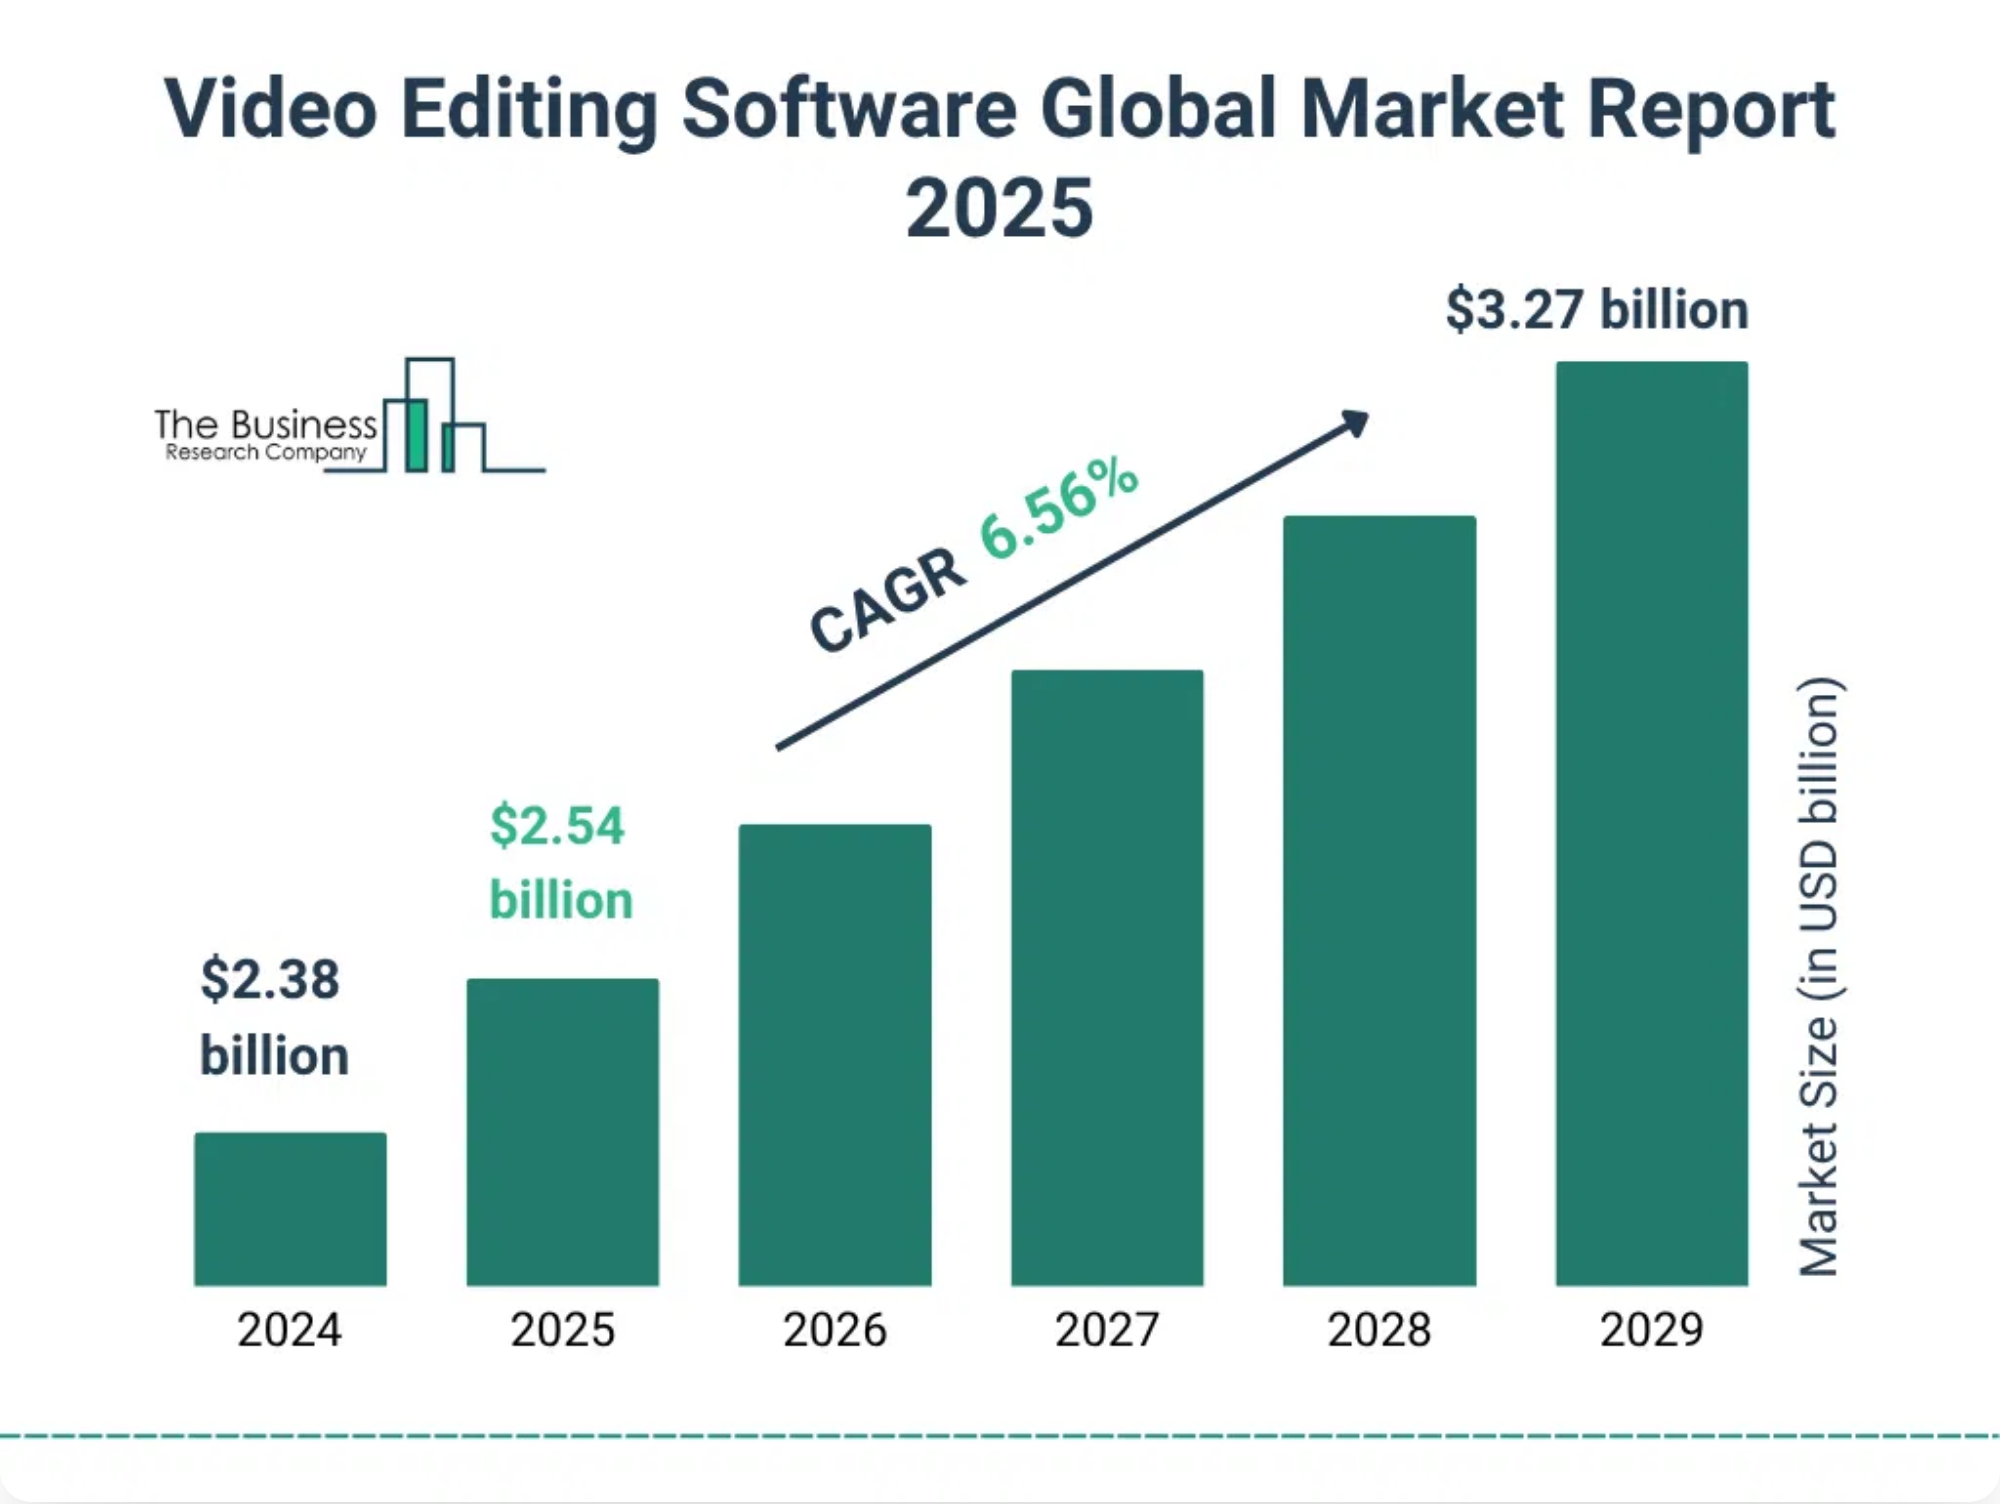 Video Editing Software Global Market Report
2025
The Business
Research Company
$3.27 billion
CAGR 6.56%
$2.54
billion
$2.38
billion
Market Size (in USD billion)
2024 2025 2026 2027 2028 2029